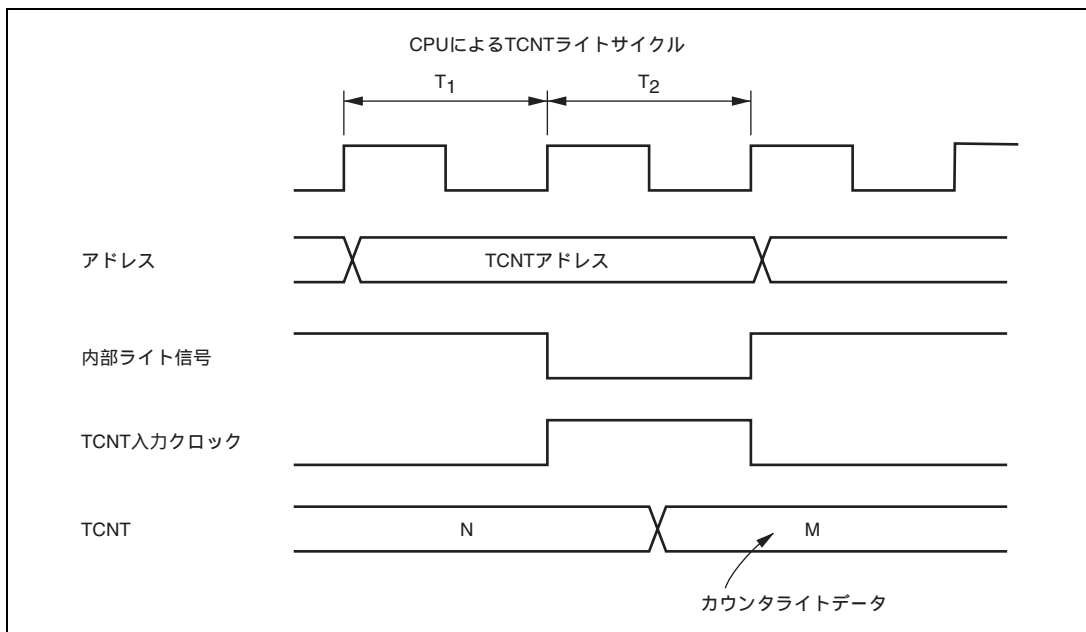 CPUによるTCNTライトサイクル
T1 T2
アドレス
TCNTアドレス
内部ライト信号
TCNT入力クロック
TCNT
N M
カウンタライトデータ